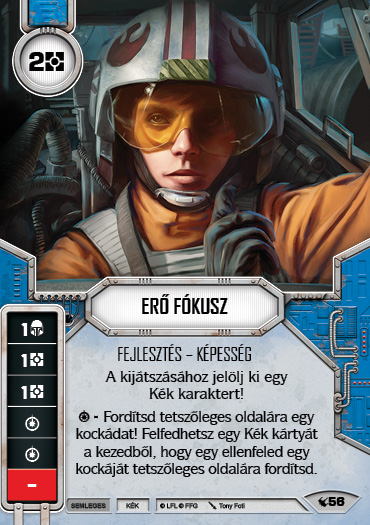 2
ERŐ FÓKUSZ
FEJLESZTÉS - KÉPESSÉG
A kijátszásához jelölj ki egy
Kék karaktert!
- Fordítsd tetszőleges oldalára egy
kockádat! Felfedhetsz egy Kék kártyát
a kezedből, hogy egy ellenfeled egy
kockáját tetszőleges oldalára fordítsd.
1
1
1
-
SEMLEGES
KÉK
© LFL © FFG
Tony Foti
56